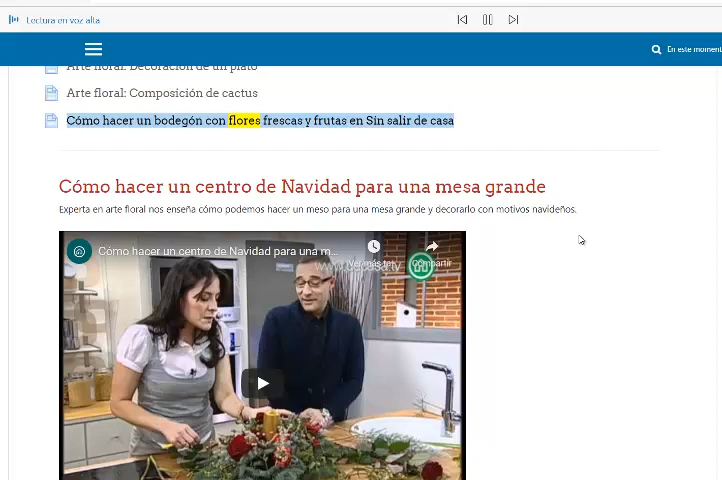 Lectura en voz alta
En este moment
Arte floral: Decoración de un plato
Arte floral: Composición de cactus
Cómo hacer un bodegón con flores frescas y frutas en Sin salir de casa
Cómo hacer un centro de Navidad para una mesa grande
Experta en arte floral nos enseña cómo podemos hacer un meso para una mesa grande y decorarlo con motivos navideños.
Cómo hacer un centro de Navidad para una m...
Ver más tar... Compartir